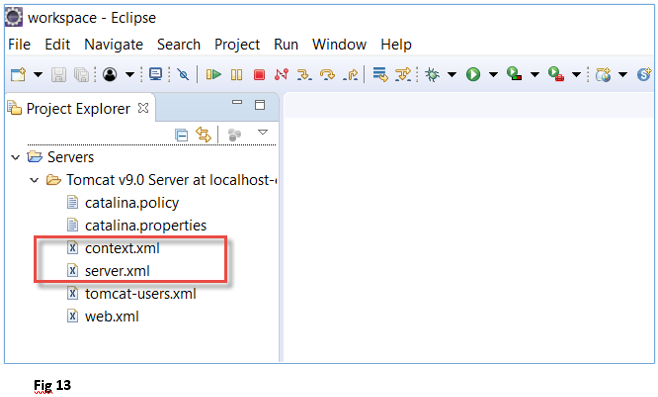 workspace - Eclipse
File Edit Navigate Search Project Run Window Help
Project Explorer
Servers
Tomcat v9.0 Server at localhost-
catalina.policy
catalina.properties
context.xml
server.xml
tomcat-users.xml
web.xml
Fig 13